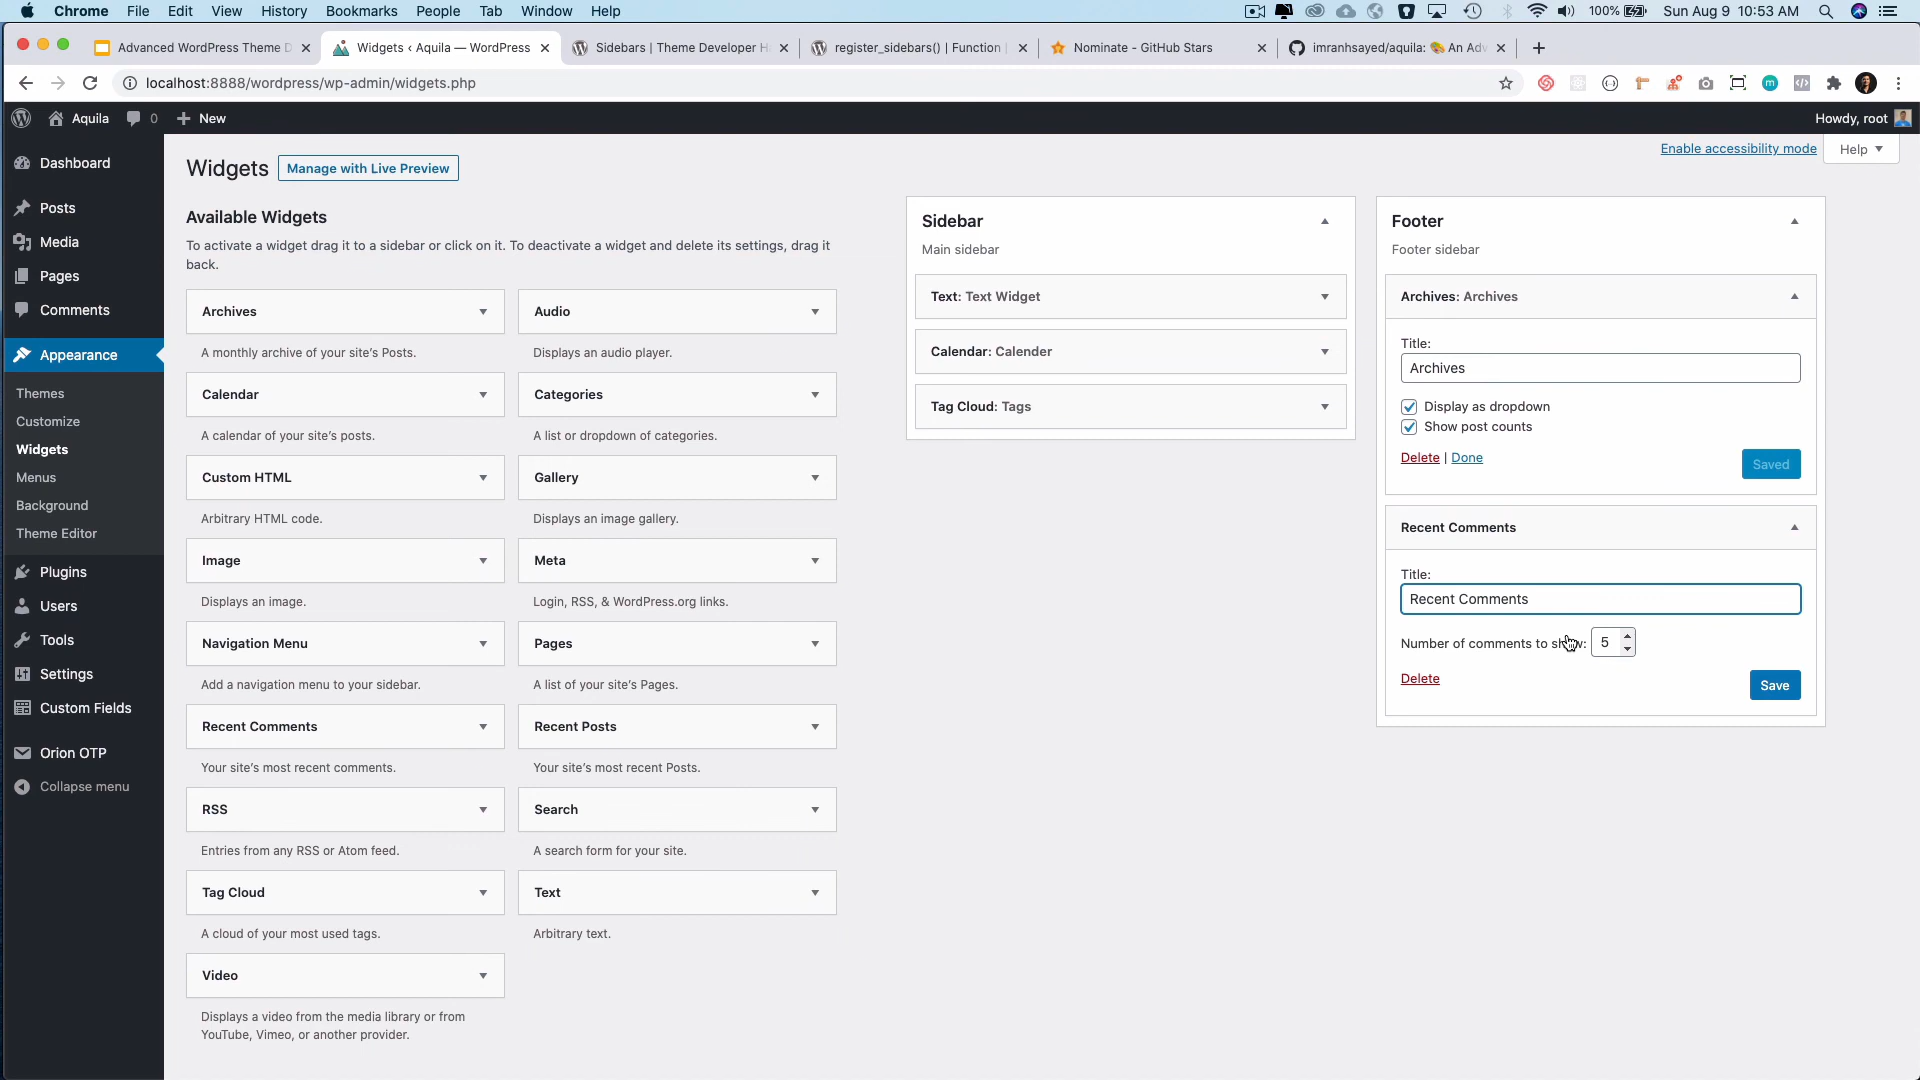 Chrome File Edit View History Bookmarks People Tab Window Help 100% Sun Aug 9 10:53 AM
Advanced WordPress Theme D Widgets ‹ Aquila — WordPress Sidebars | Theme Developer H register_sidebars() | Function | Nominate - GitHub Stars imranhsayed/aquila: An Adv
localhost:8888/wordpress/wp-admin/widgets.php
Aquila 0 New Howdy, root
Dashboard
Posts
Media
Pages
Comments
Appearance
Themes
Customize
Widgets
Menus
Background
Theme Editor
Plugins
Users
Tools
Settings
Custom Fields
Orion OTP
Collapse menu
Widgets Manage with Live Preview
Enable accessibility mode Help
Available Widgets
To activate a widget drag it to a sidebar or click on it. To deactivate a widget and delete its settings, drag it
back.
Archives Audio
A monthly archive of your site's Posts. Displays an audio player.
Calendar Categories
A calendar of your site's posts. A list or dropdown of categories.
Custom HTML Gallery
Arbitrary HTML code. Displays an image gallery.
Image Meta
Displays an image. Login, RSS, & WordPress.org links.
Navigation Menu Pages
Add a navigation menu to your sidebar. A list of your site's Pages.
Recent Comments Recent Posts
Your site's most recent comments. Your site's most recent Posts.
RSS Search
Entries from any RSS or Atom feed. A search form for your site.
Tag Cloud Text
A cloud of your most used tags. Arbitrary text.
Video
Displays a video from the media library or from
YouTube, Vimeo, or another provider.
Sidebar
Main sidebar
Text: Text Widget
Calendar: Calender
Tag Cloud: Tags
Footer
Footer sidebar
Archives: Archives
Title:
Archives
Display as dropdown
Show post counts
Delete | Done Saved
Recent Comments
Title:
Recent Comments
Number of comments to show: 5
Delete Save